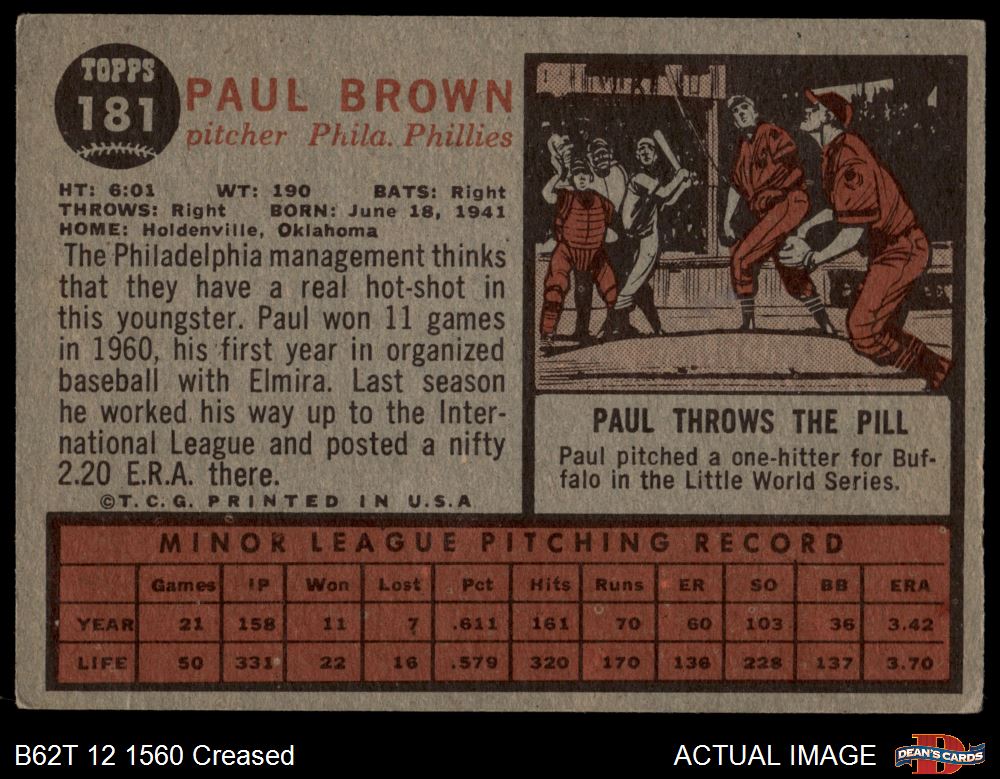 TOPPS
181
PAUL BROWN
pitcher Phila. Phillies
HT: 6:01 WT: 190 BATS: Right
THROWS: Right BORN: June 18, 1941
HOME: Holdenville, Oklahoma
The Philadelphia management thinks
that they have a real hot-shot in
this youngster. Paul won 11 games
in 1960, his first year in organized
baseball with Elmira. Last season
he worked his way up to the Inter-
national League and posted a nifty
2.20 E.R.A. there.
©T.C.G. PRINTED IN U.S.A
PAUL THROWS THE PILL
Paul pitched a one-hitter for Buf-
falo in the Little World Series.
MINOR LEAGUE PITCHING RECORD
Games IP Won Lost Pct Hits Runs ER SO BB ERA
YEAR 21 158 11 7 .611 161 70 60 103 36 3.42
LIFE 50 331 22 16 .579 320 170 136 228 137 3.70
B62T 12 1560 Creased
ACTUAL IMAGE
D
DEAN'S CARDS